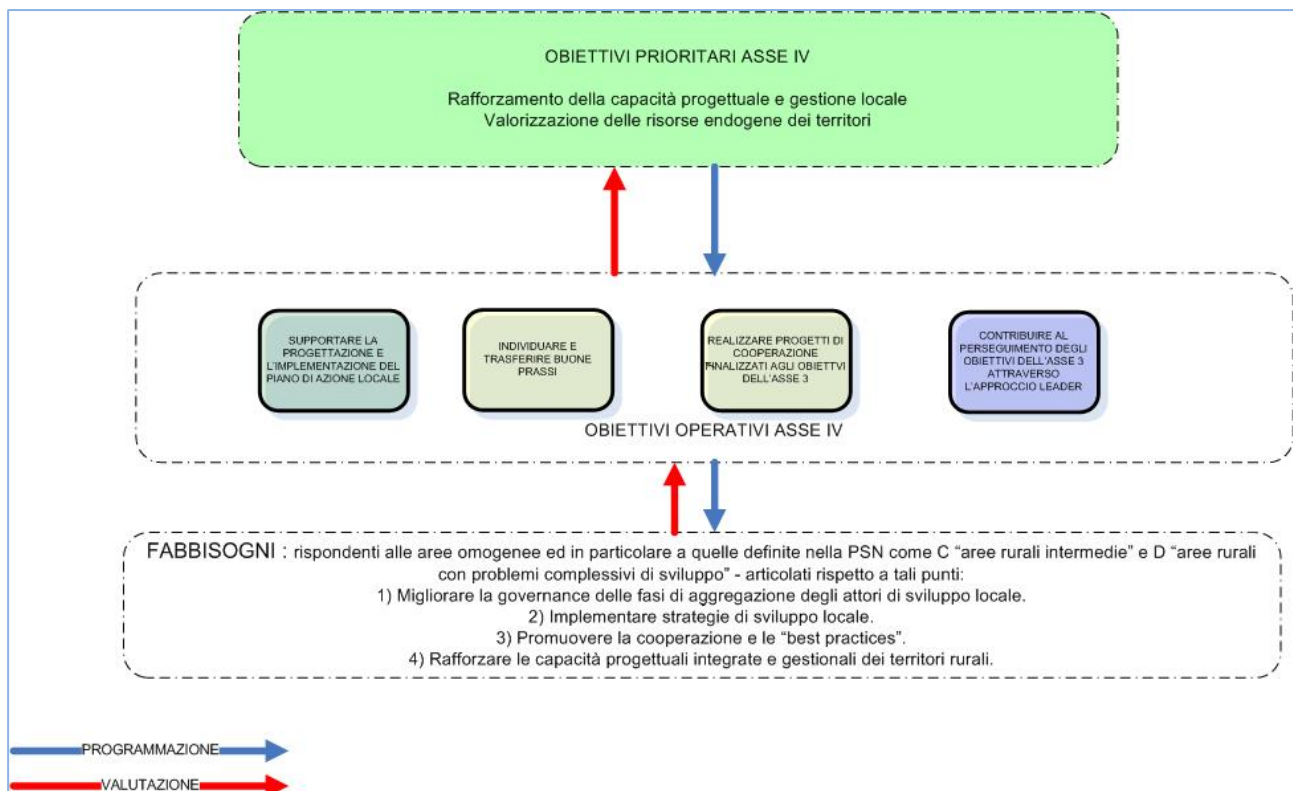 OBIETTIVI PRIORITARI ASSE IV
Rafforzamento della capacità progettuale e gestione locale
Valorizzazione delle risorse endogene dei territori
SUPPORTARE LA
PROGETTAZIONE E
L'IMPLEMENTAZIONE DEL
PIANO DI AZIONE LOCALE
INDIVIDUARE E
TRASFERIRE BUONE
PRASSI
REALIZZARE PROGETTI DI
COOPERAZIONE
FINALIZZATI AGLI OBIETTVI
DELL'ASSE 3
CONTRIBUIRE AL
PERSEGUIMENTO DEGLI
OBIETTIVI DELL'ASSE 3
ATTRAVERSO
L'APPROCCIO LEADER
OBIETTIVI OPERATIVI ASSE IV
FABBISOGNI : rispondenti alle aree omogenee ed in particolare a quelle definite nella PSN come C “aree rurali intermedie” e D “aree rurali
con problemi complessivi di sviluppo” - articolati rispetto a tali punti:
1) Migliorare la governance delle fasi di aggregazione degli attori di sviluppo locale.
2) Implementare strategie di sviluppo locale.
3) Promuovere la cooperazione e le “best practices”.
4) Rafforzare le capacità progettuali integrate e gestionali dei territori rurali.
PROGRAMMAZIONE
VALUTAZIONE